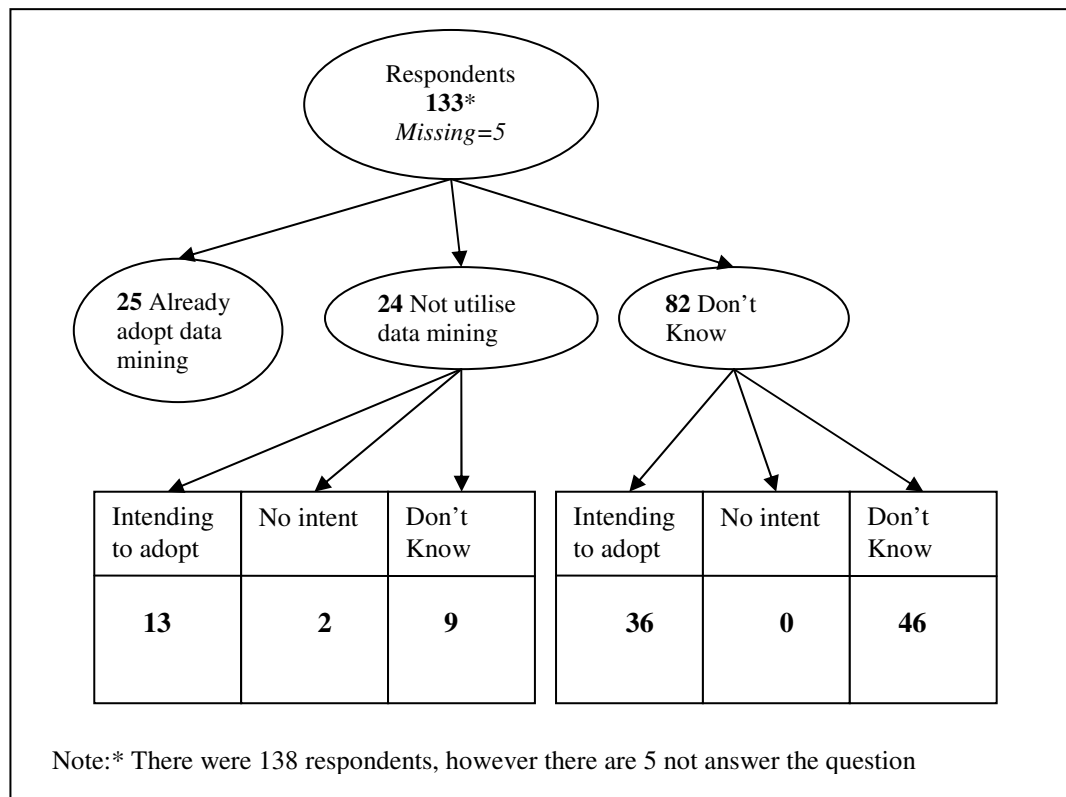 Respondents
133*
Missing=5
25 Already
adopt data
mining
24 Not utilise
data mining
82 Don’t
Know
Intending
to adopt
No intent
Don't
Know
13
2
9
Intending
to adopt
No intent
Don't
Know
36
0
46
Note:* There were 138 respondents, however there are 5 not answer the question